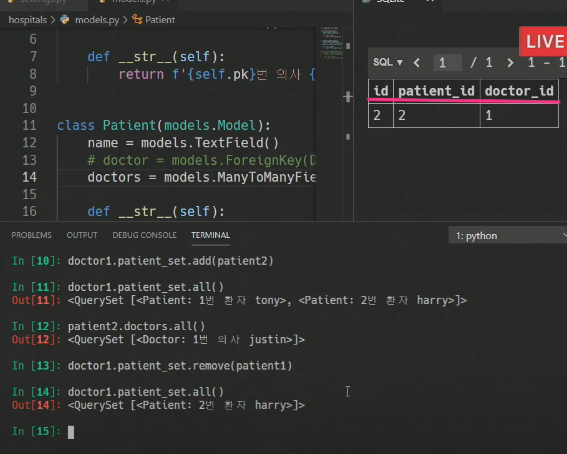 settings.py
models.py
SQLite
hospitals > models.py > Patient
LIVE
6
7 def __str__(self):
8 return f'{self.pk}번 의사 {
9
10
11 class Patient(models.Model):
12 name = models.TextField()
13 # doctor = models.ForeignKey(D
14 doctors = models.ManyToManyFie
15
16 def __str__(self):
SQL ▾ < 1 / 1 > 1 - 1
id patient_id doctor_id
2 2 1
PROBLEMS OUTPUT DEBUG CONSOLE TERMINAL 1: python
In [10]: doctor1.patient_set.add(patient2)
In [11]: doctor1.patient_set.all()
Out[11]: <QuerySet [<Patient: 1번 환자 tony>, <Patient: 2번 환자 harry>]>
In [12]: patient2.doctors.all()
Out[12]: <QuerySet [<Doctor: 1번 의사 justin>]>
In [13]: doctor1.patient_set.remove(patient1)
In [14]: doctor1.patient_set.all()
Out[14]: <QuerySet [<Patient: 2번 환자 harry>]>
In [15]: